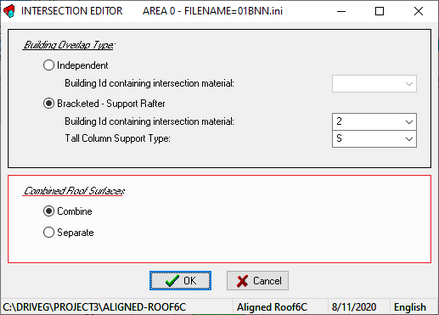 INTERSECTION EDITOR AREA 0 - FILENAME=01BNN.ini
Building Overlap Type:
Independent
Building Id containing intersection material:
Bracketed - Support Rafter
Building Id containing intersection material: 2
Tall Column Support Type: S
Combined Roof Surfaces
Combine
Separate
OK Cancel
C:\DRIVEG\PROJECT3\ALIGNED-ROOF6C Aligned Roof6C 8/11/2020 English